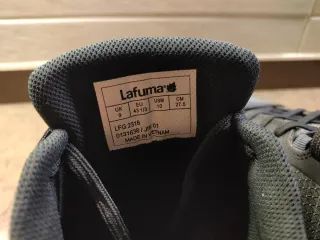 Lafuma
UK EU USM CM
9 43 1/3 10 27.5
LFG 2318
MADE IN VIETNAM